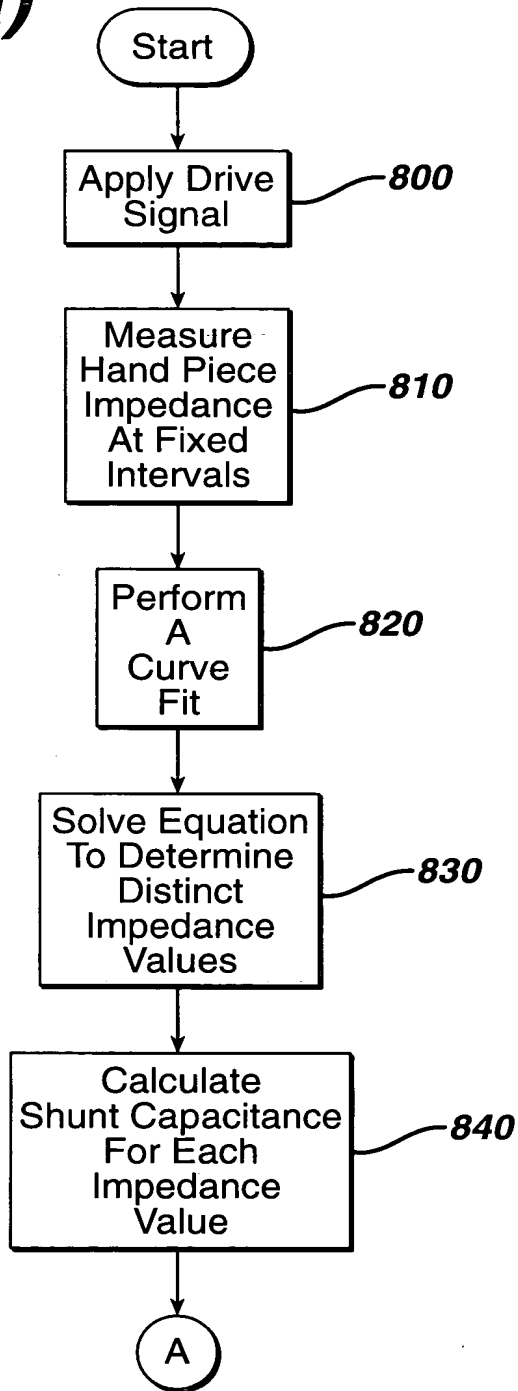 Start
Apply Drive
Signal
800
Measure
Hand Piece
Impedance
At Fixed
Intervals
810
Perform
A
Curve
Fit
820
Solve Equation
To Determine
Distinct
Impedance
Values
830
Calculate
Shunt Capacitance
For Each
Impedance
Value
840
A